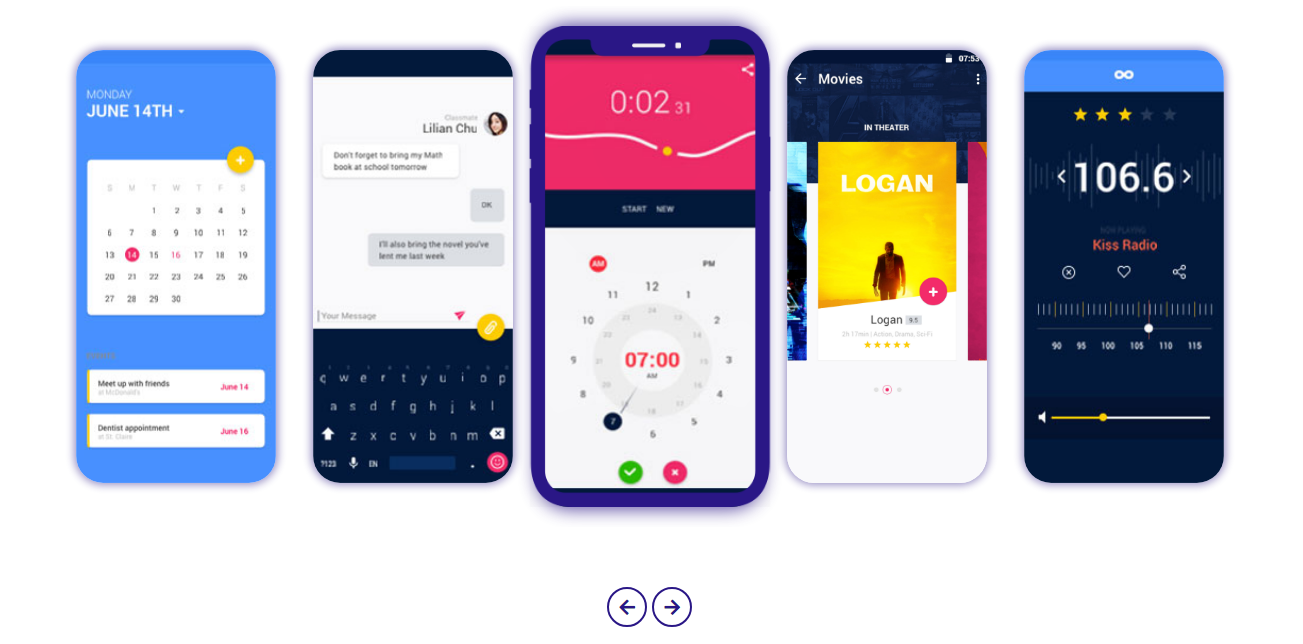 MONDAY
JUNE 14TH
S M T W T F S
1 2 3 4 5
6 7 8 9 10 11 12
13 14 15 16 17 18 19
20 21 22 23 24 25 26
27 28 29 30
Meet up with friends
at McDonald's
June 14
Dentist appointment
at St. Claire
June 16
Classmate
Lilian Chu
Don't forget to bring my Math
book at school tomorrow
OK
I'll also bring the novel you've
lent me last week
Your Message
q w e r t y u i o p
a s d f g h j k l
z x c v b n m
?123 EN .
0:02 31
START NEW
AM PM
12
11 1
10 2
9 3
8 4
7 5
6
07:00
AM
07:53
Movies
IN THEATER
LOGAN
Logan 9.5
2h 17min | Action, Drama, Sci-Fi
106.6
NOW PLAYING
Kiss Radio
90 95 100 105 110 115